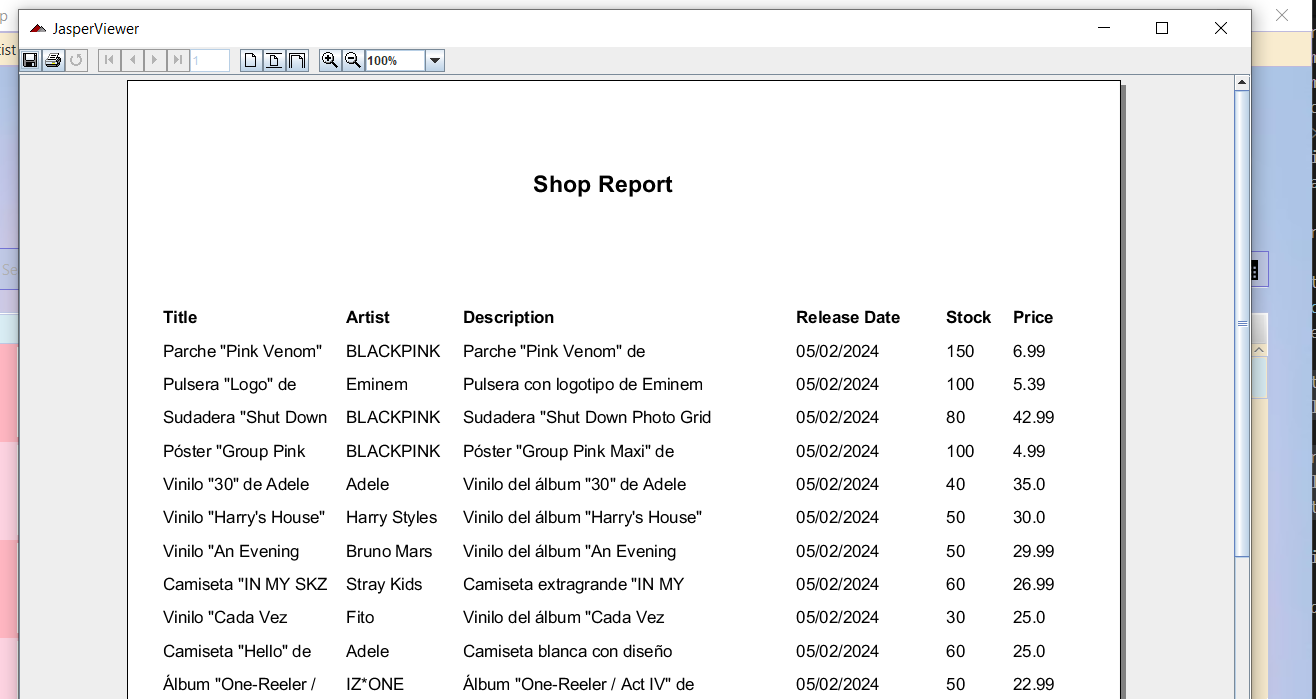 p
JasperViewer
ist
1
100%
Shop Report
Se
Title Artist Description Release Date Stock Price
Parche "Pink Venom" BLACKPINK Parche "Pink Venom" de 05/02/2024 150 6.99
Pulsera "Logo" de Eminem Pulsera con logotipo de Eminem 05/02/2024 100 5.39
Sudadera "Shut Down BLACKPINK Sudadera "Shut Down Photo Grid 05/02/2024 80 42.99
Póster "Group Pink BLACKPINK Póster "Group Pink Maxi" de 05/02/2024 100 4.99
Vinilo "30" de Adele Adele Vinilo del álbum "30" de Adele 05/02/2024 40 35.0
Vinilo "Harry's House" Harry Styles Vinilo del álbum "Harry's House" 05/02/2024 50 30.0
Vinilo "An Evening Bruno Mars Vinilo del álbum "An Evening 05/02/2024 50 29.99
Camiseta "IN MY SKZ Stray Kids Camiseta extragrande "IN MY 05/02/2024 60 26.99
Vinilo "Cada Vez Fito Vinilo del álbum "Cada Vez 05/02/2024 30 25.0
Camiseta "Hello" de Adele Camiseta blanca con diseño 05/02/2024 60 25.0
Álbum "One-Reeler / IZ*ONE Álbum "One-Reeler / Act IV" de 05/02/2024 50 22.99